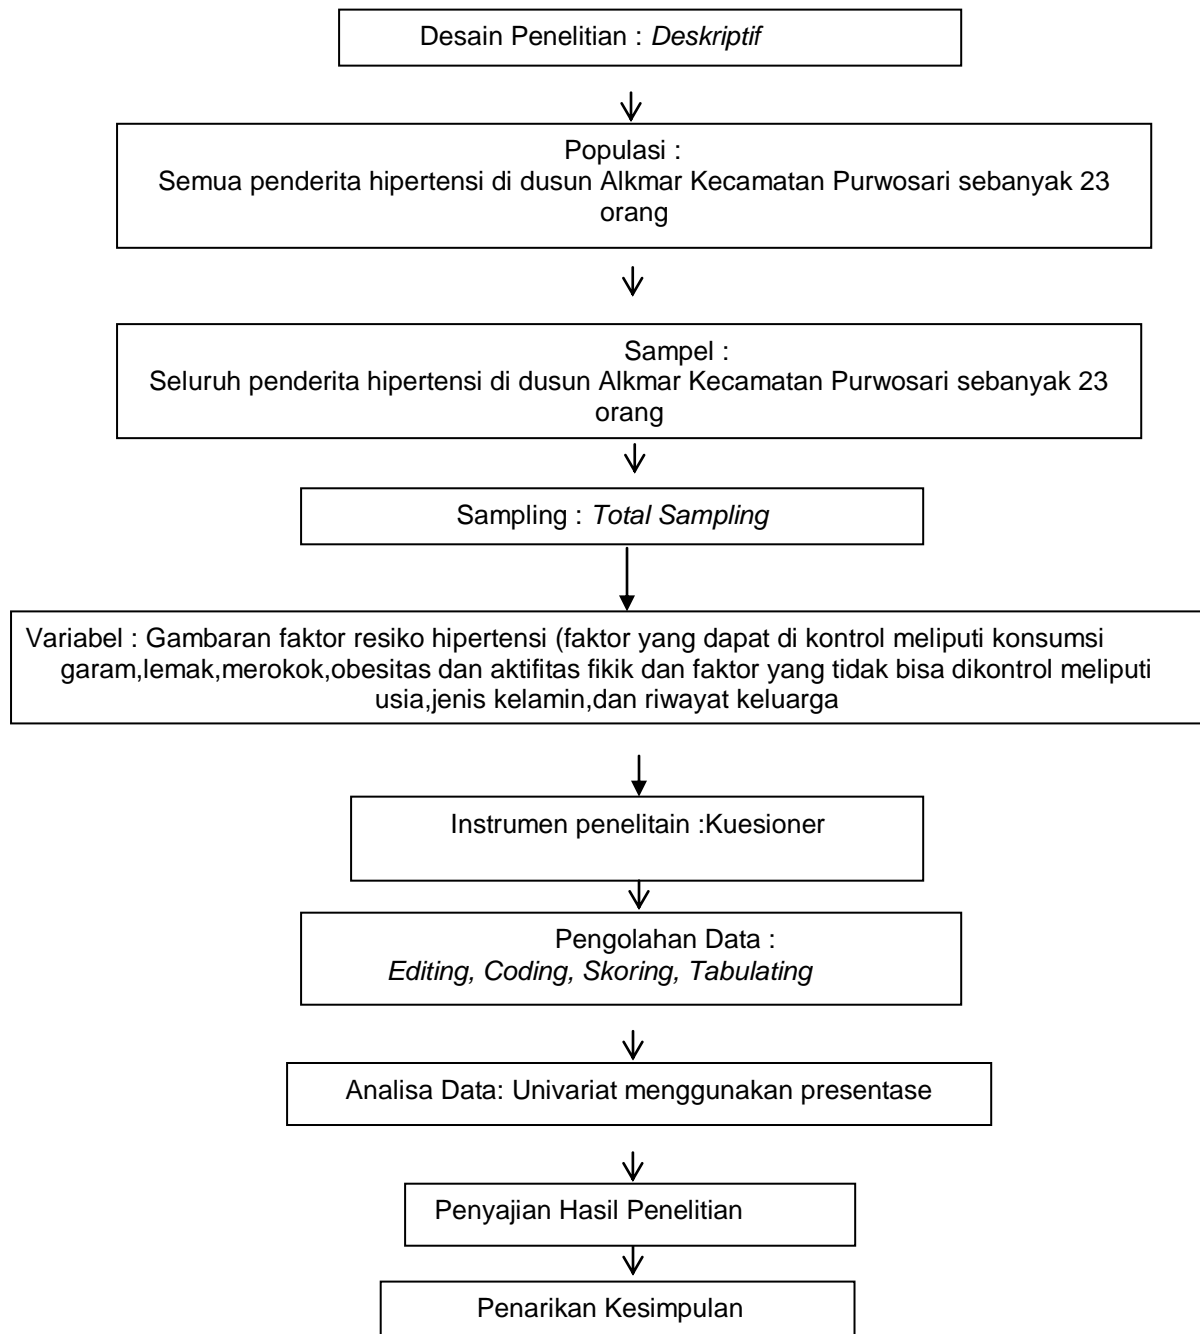 Desain Penelitian : Deskriptif
Populasi :
Semua penderita hipertensi di dusun Alkmar Kecamatan Purwosari sebanyak 23
orang
Sampel :
Seluruh penderita hipertensi di dusun Alkmar Kecamatan Purwosari sebanyak 23
orang
Sampling : Total Sampling
Variabel : Gambaran faktor resiko hipertensi (faktor yang dapat di kontrol meliputi konsumsi
garam,lemak,merokok,obesitas dan aktifitas fikik dan faktor yang tidak bisa dikontrol meliputi
usia,jenis kelamin,dan riwayat keluarga
Instrumen penelitain :Kuesioner
Pengolahan Data :
Editing, Coding, Skoring, Tabulating
Analisa Data: Univariat menggunakan presentase
Penyajian Hasil Penelitian
Penarikan Kesimpulan